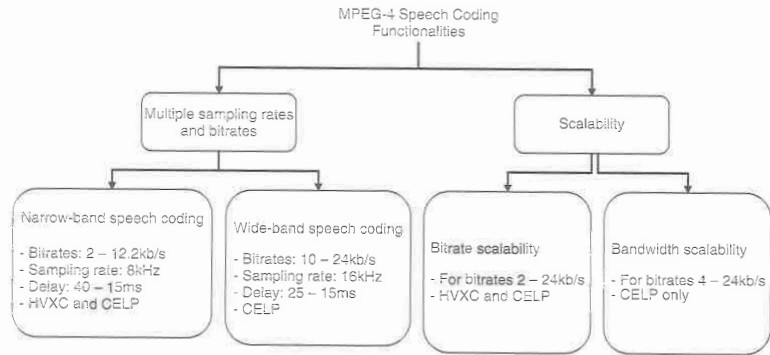 MPEG-4 Speech Coding
Functionalities
Multiple sampling rates
and bitrates
Scalability
Narrow-band speech coding
- Bitrates: 2 – 12.2kb/s
- Sampling rate: 8kHz
- Delay: 40 – 15ms
- HVXC and CELP
Wide-band speech coding
- Bitrates: 10 – 24kb/s
- Sampling rate: 16kHz
- Delay: 25 – 15ms
- CELP
Bitrate scalability
- For bitrates 2 – 24kb/s
- HVXC and CELP
Bandwidth scalability
- For bitrates 4 – 24kb/s
- CELP only